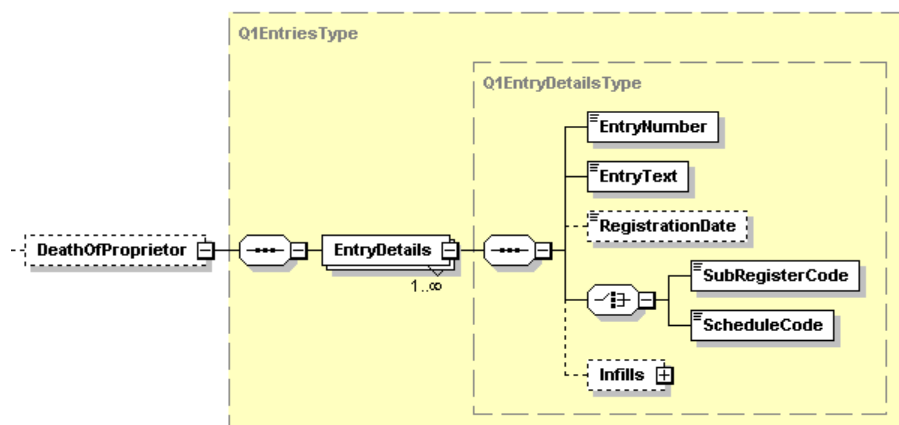 Q1EntriesType
Q1EntryDetailsType
EntryNumber
EntryText
RegistrationDate
DeathOfProprietor
EntryDetails
1..∞
SubRegisterCode
ScheduleCode
Infills